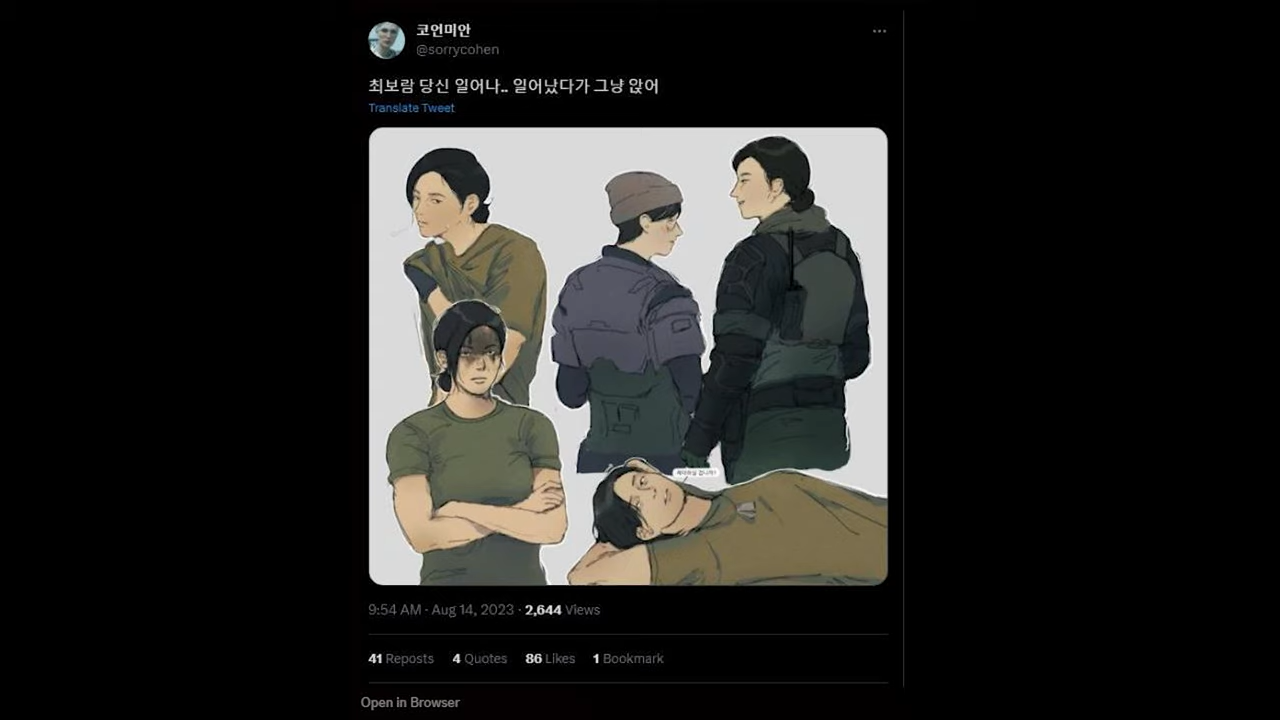 코언미안
@sorrycohen
최보람 당신 일어나.. 일어났다가 그냥 앉어
Translate Tweet
9:54 AM · Aug 14, 2023 · 2,644 Views
41 Reposts 4 Quotes 86 Likes 1 Bookmark
Open in Browser